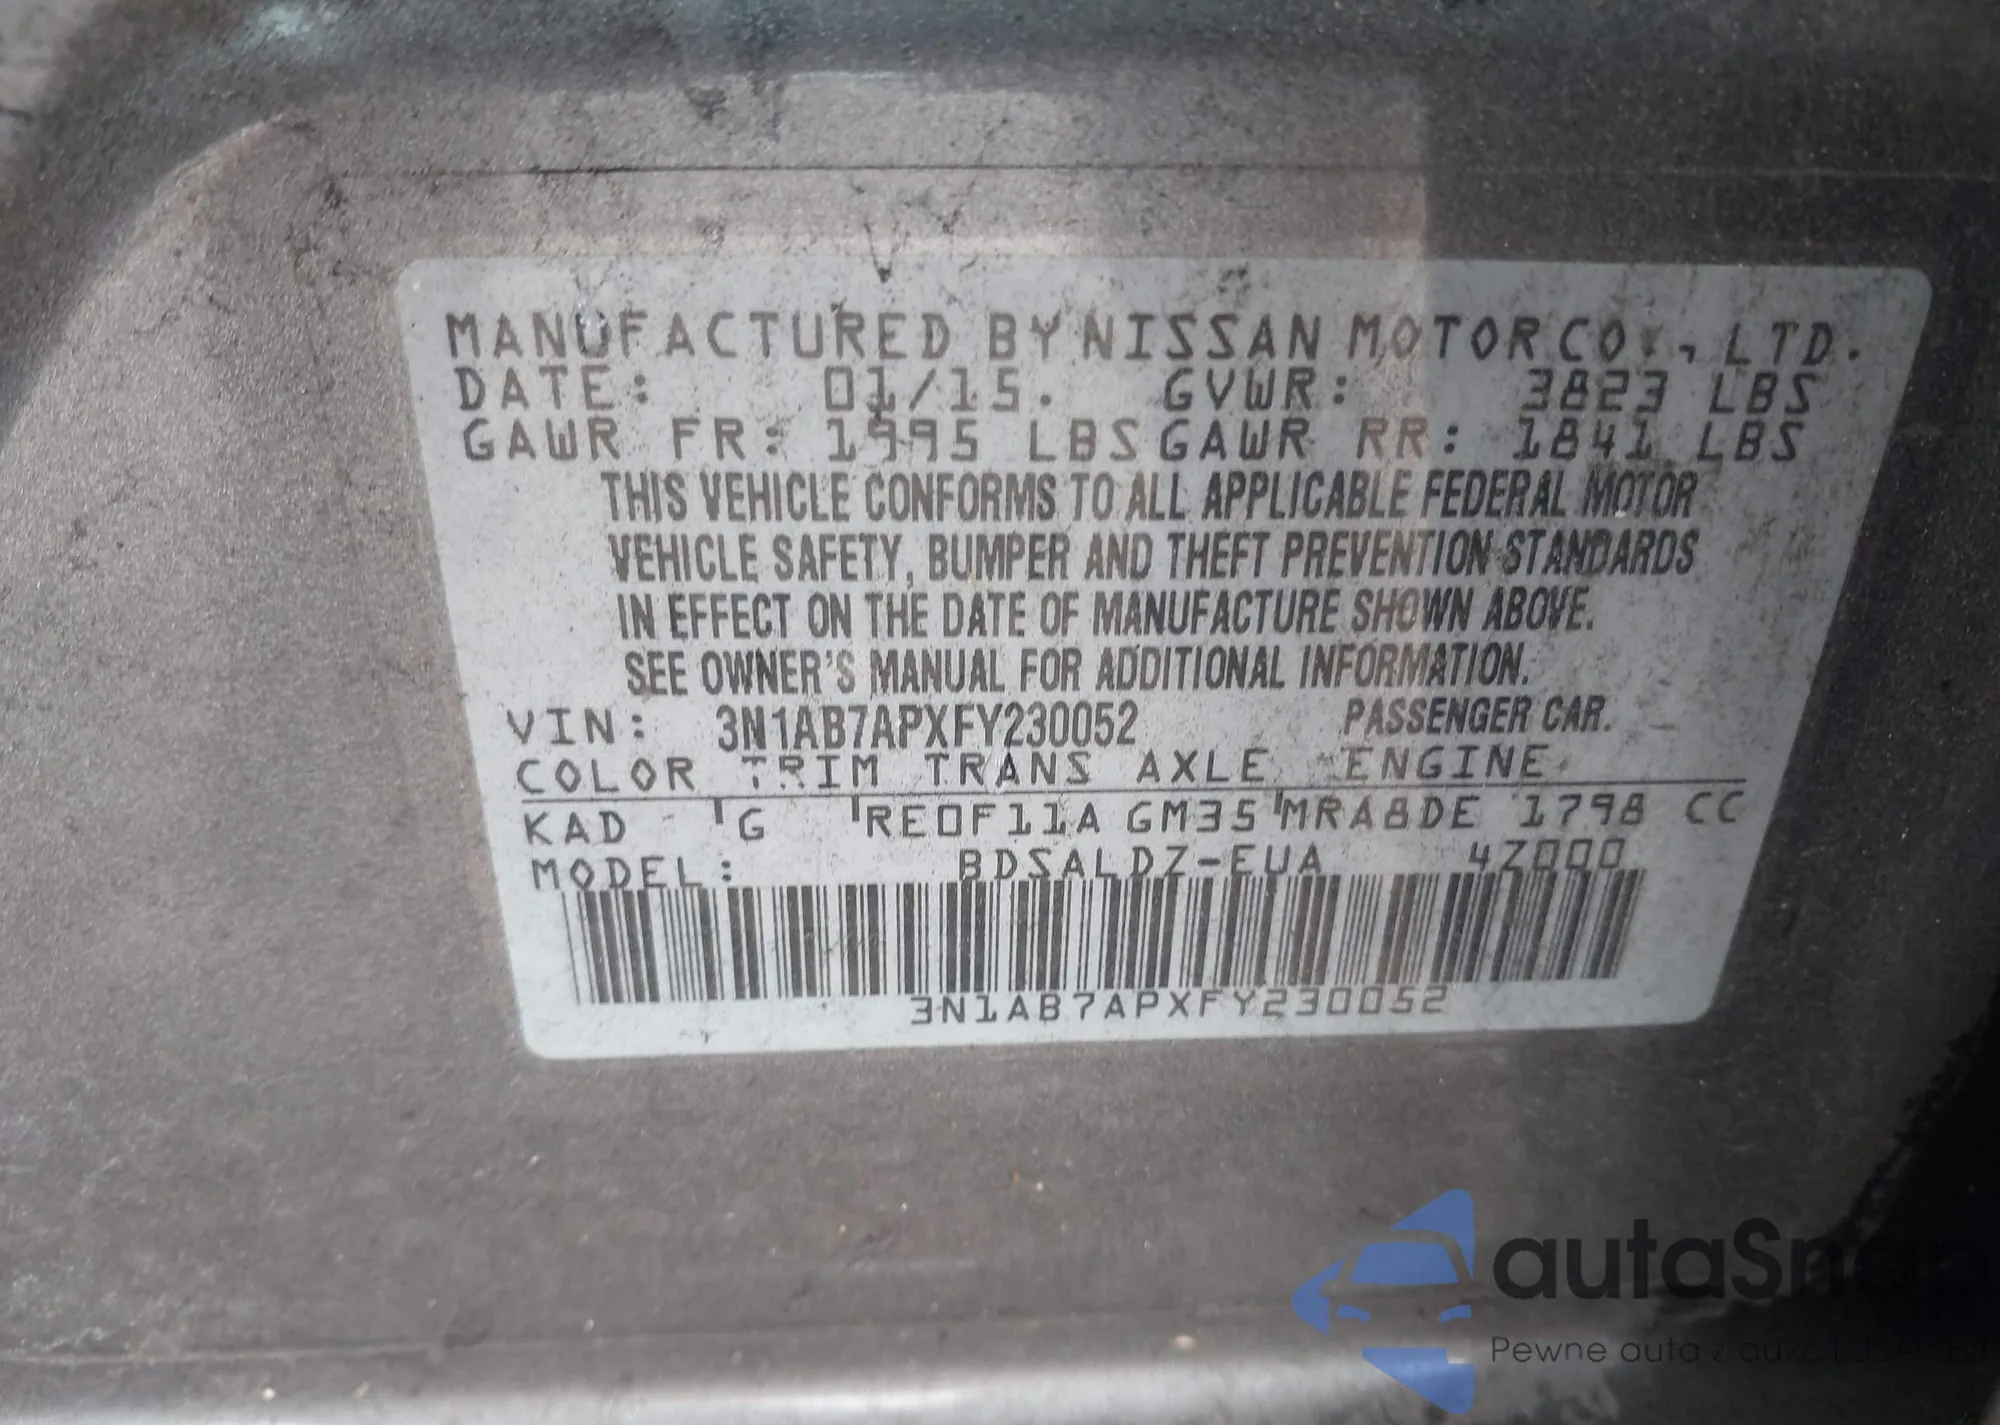 MANUFACTURED BY NISSAN MOTOR CO., LTD.
DATE: 01/15. GVWR: 3823 LBS
GAWR FR: 1995 LBS GAWR RR: 1841 LBS
THIS VEHICLE CONFORMS TO ALL APPLICABLE FEDERAL MOTOR
VEHICLE SAFETY, BUMPER AND THEFT PREVENTION STANDARDS
IN EFFECT ON THE DATE OF MANUFACTURE SHOWN ABOVE.
SEE OWNER'S MANUAL FOR ADDITIONAL INFORMATION.
VIN: 3N1AB7APXFY230052 PASSENGER CAR.
COLOR TRIM TRANS AXLE ENGINE
KAD G RE0F11A GM35 MRA8DE 1798 CC
MODEL: BDSALDZ-EUA 4Z000
3N1AB7APXFY230052
autaSnap
Pewne auta z aukcji